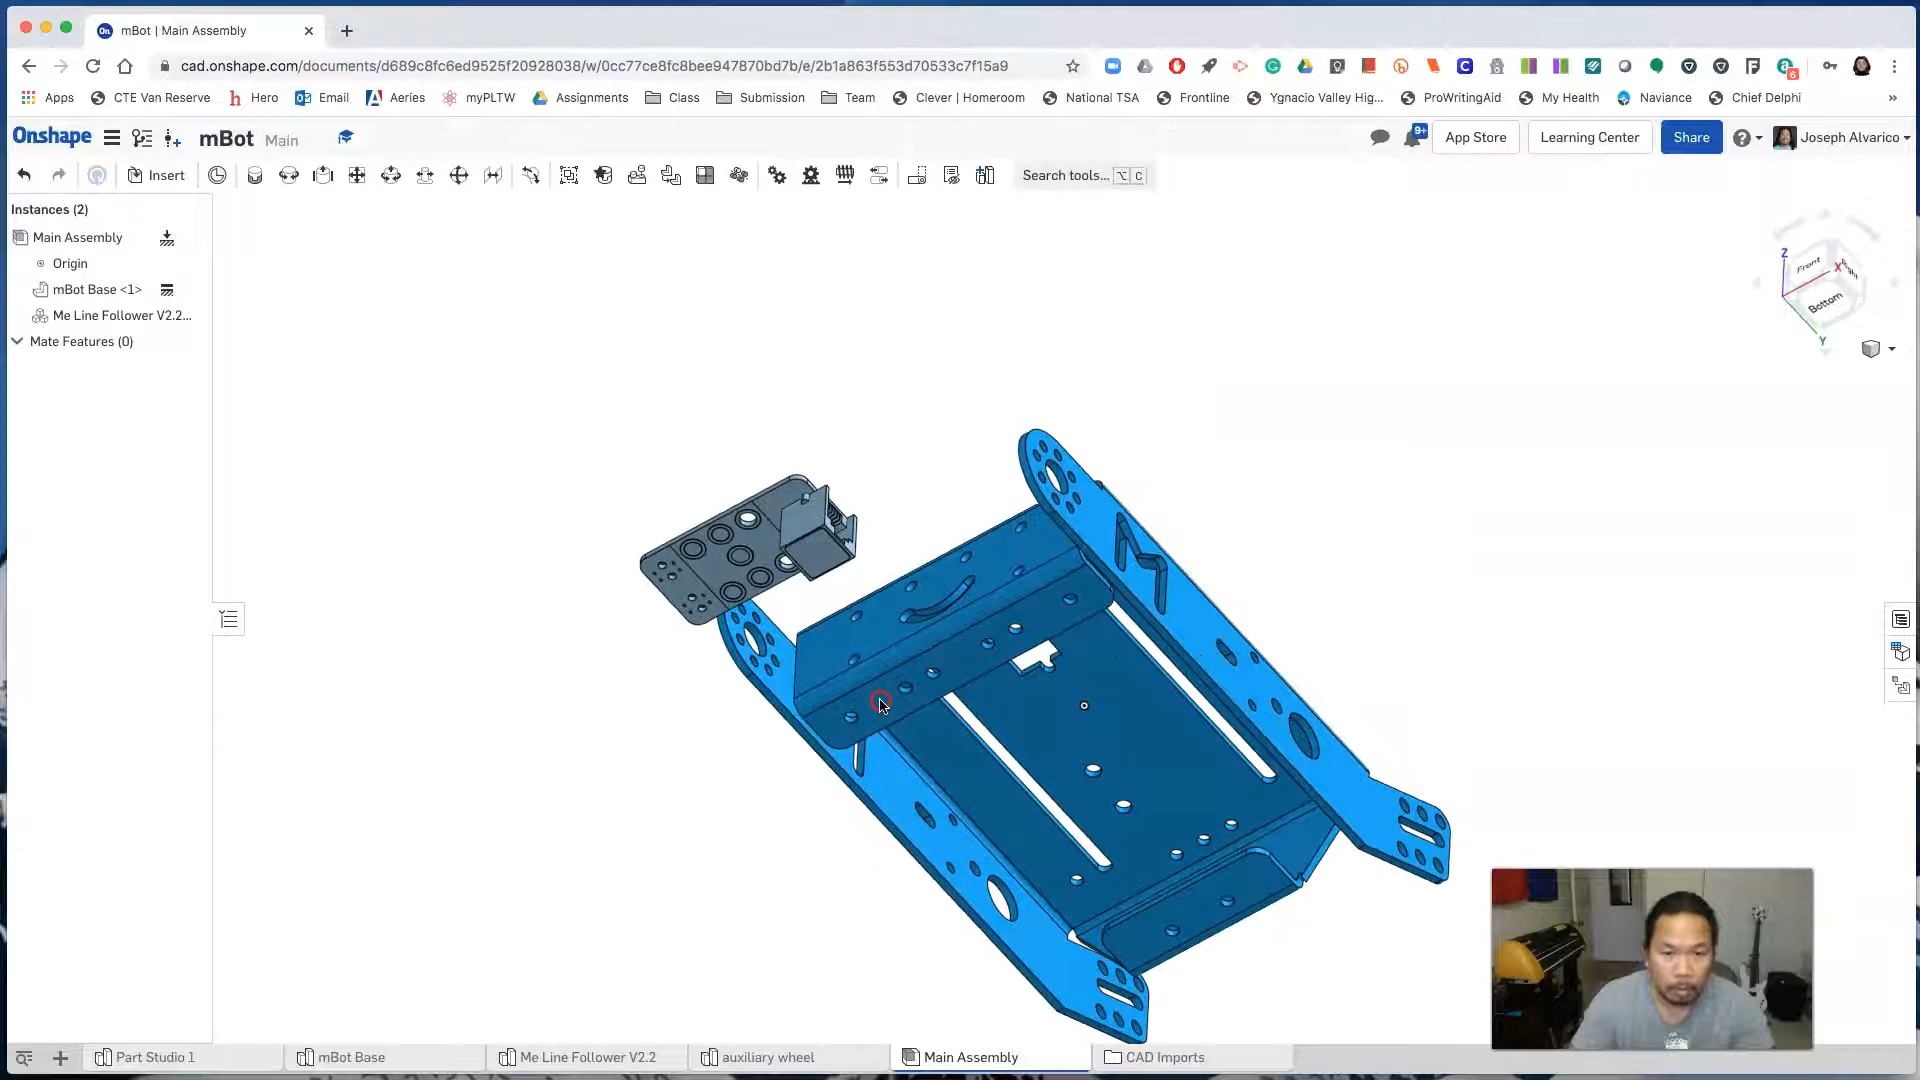 mBot | Main Assembly
cad.onshape.com/documents/d689c8fc6ed9525f20928038/w/0cc77ce8fc8bee947870bd7b/e/2b1a863f553d70533c7f15a9
6
Apps CTE Van Reserve Hero Email Aeries myPLTW Assignments Class Submission Team Clever | Homeroom National TSA Frontline Ygnacio Valley Hig... ProWritingAid My Health Naviance Chief Delphi »
Onshape mBot Main 9+ App Store Learning Center Share Joseph Alvarico
Insert Search tools... ⌥ C
Instances (2)
Main Assembly
Origin
mBot Base <1>
Me Line Follower V2.2...
Mate Features (0)
Z
Front
X
Right
Bottom
Y
Part Studio 1 mBot Base Me Line Follower V2.2 auxiliary wheel Main Assembly CAD Imports